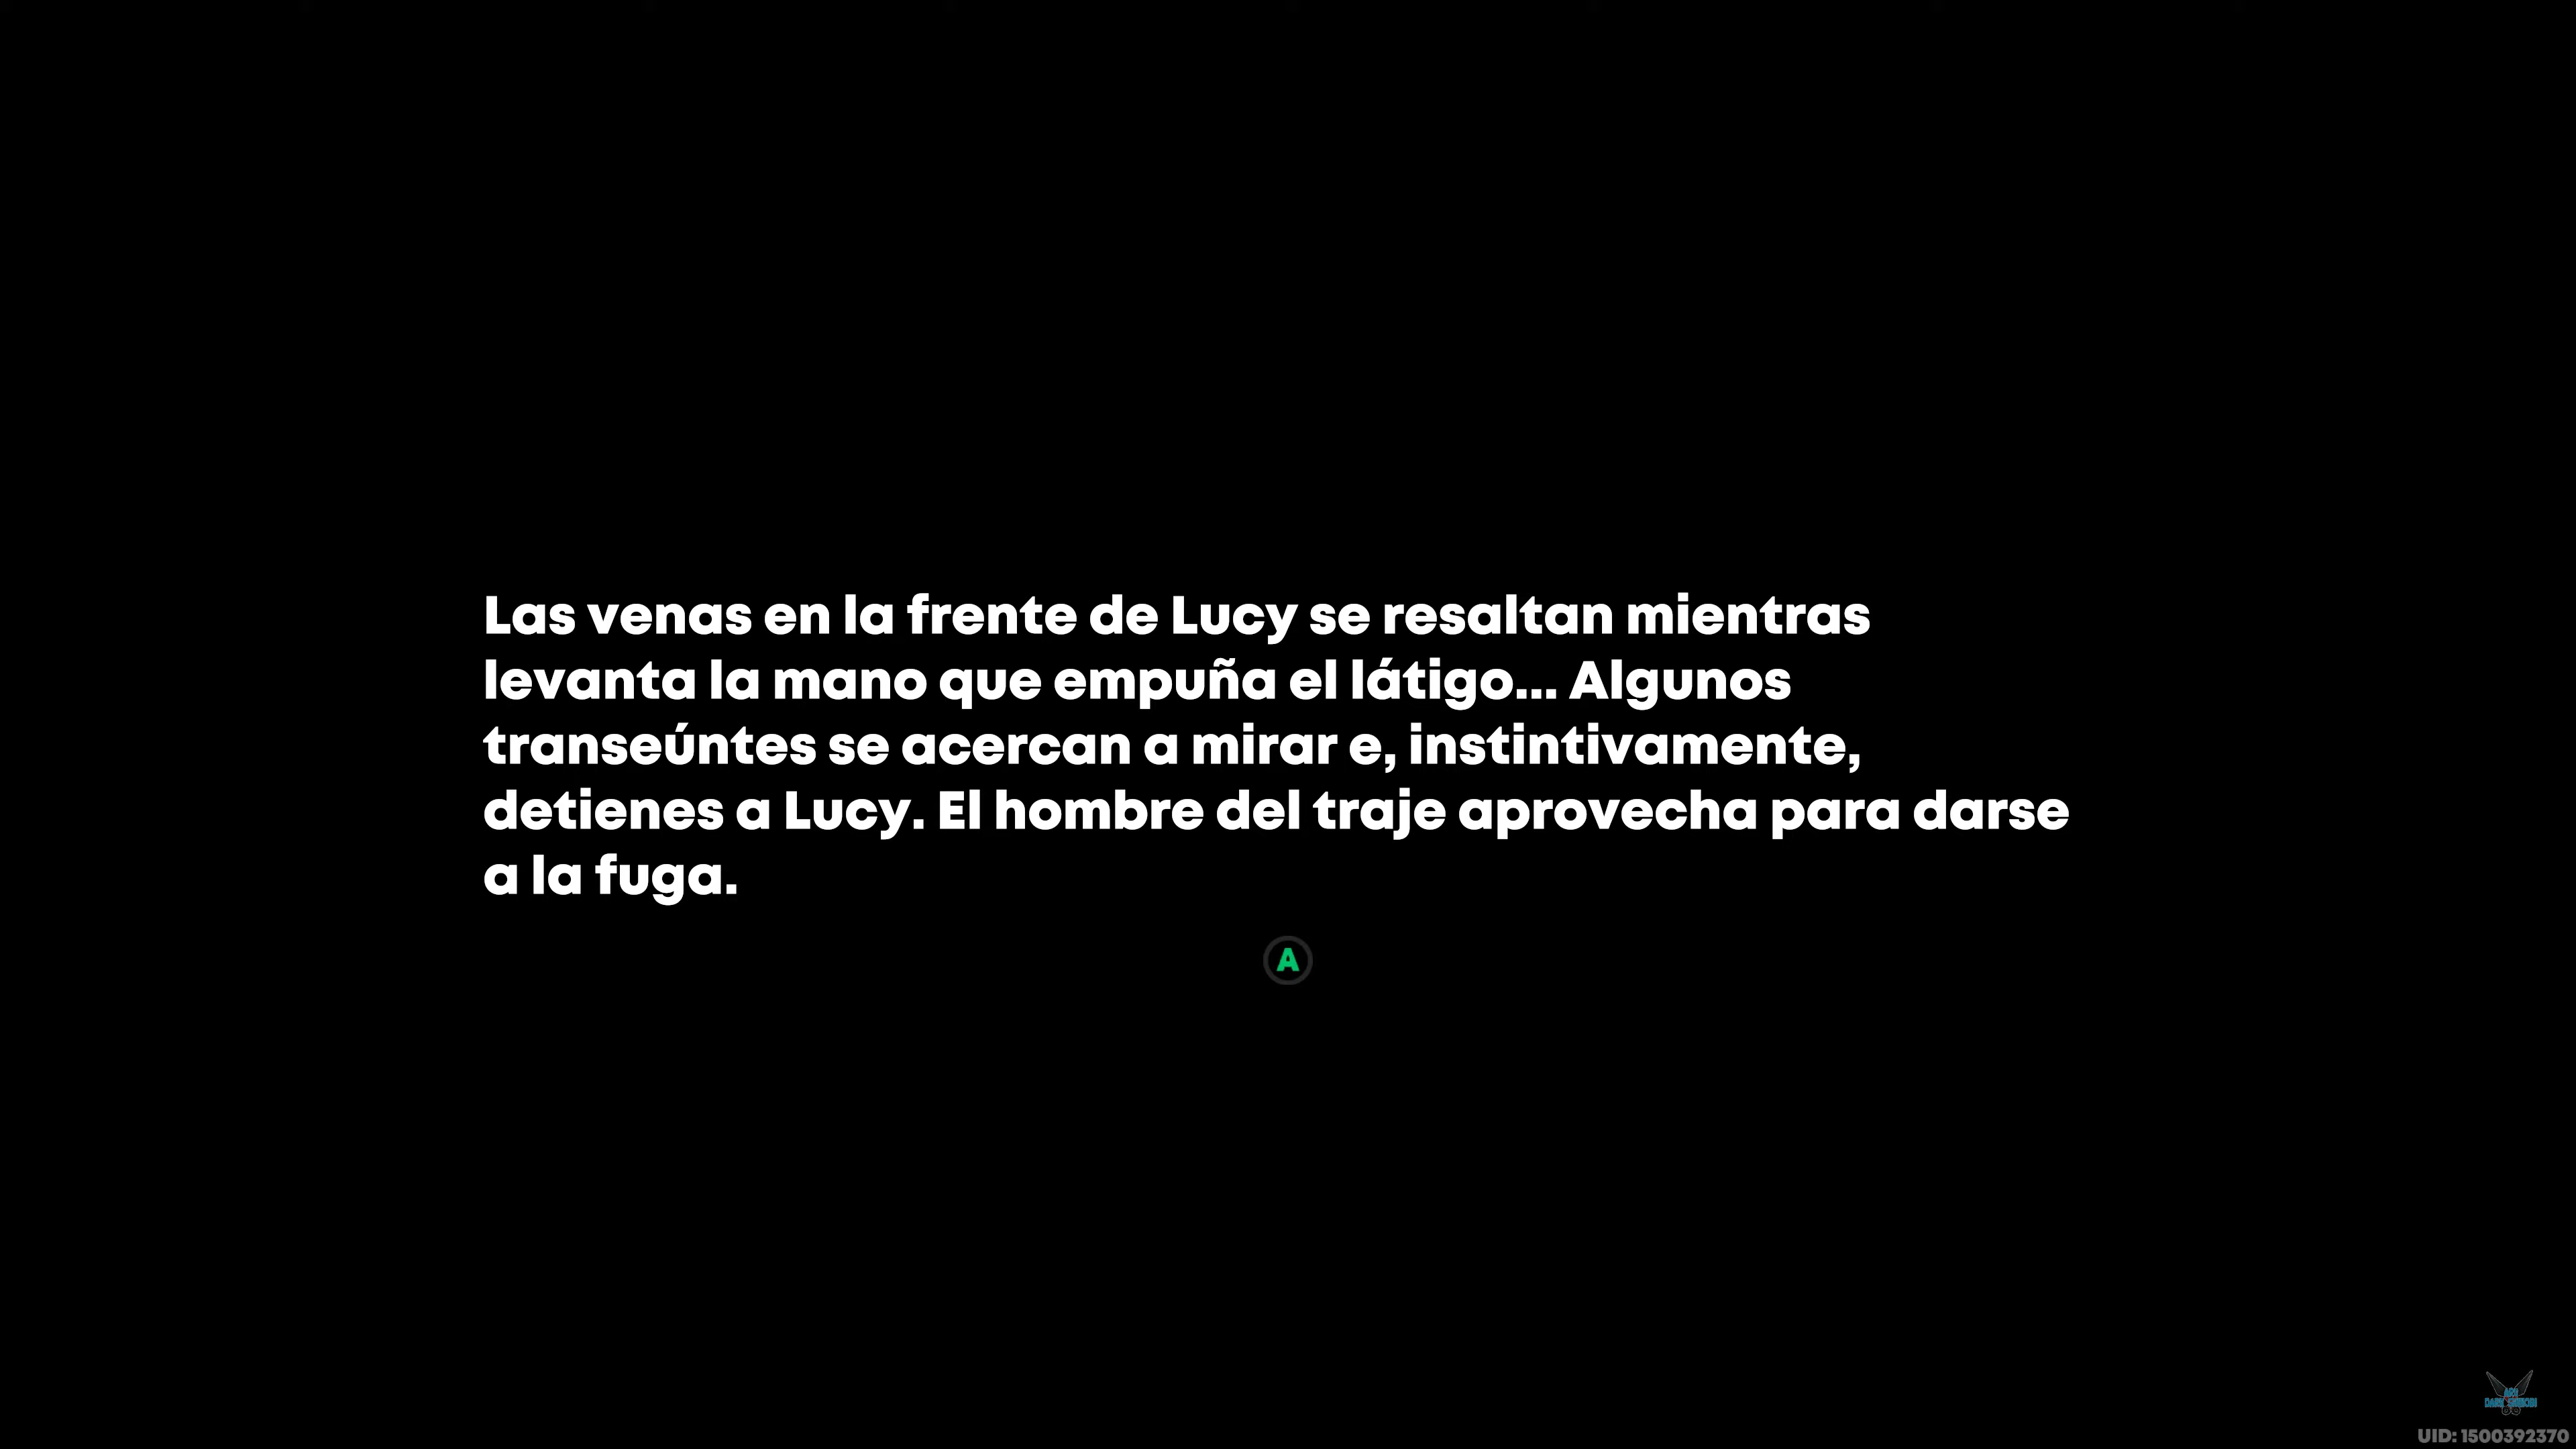 Las venas en la frente de Lucy se resaltan mientras
levanta la mano que empuña el látigo... Algunos
transeúntes se acercan a mirar e, instintivamente,
detienes a Lucy. El hombre del traje aprovecha para darse
a la fuga.
A
UID: 1500392370